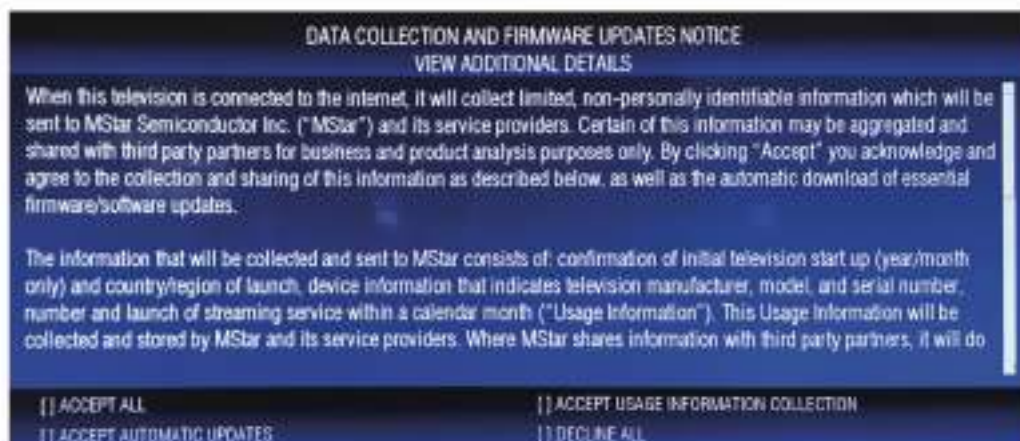 DATA COLLECTION AND FIRMWARE UPDATES NOTICE
VIEW ADDITIONAL DETAILS
When this television is connected to the internet, it will collect limited, non-personally identifiable information which will be
sent to MStar Semiconductor Inc. ("MStar") and its service providers. Certain of this information may be aggregated and
shared with third party partners for business and product analysis purposes only. By clicking "Accept" you acknowledge and
agree to the collection and sharing of this information as described below, as well as the automatic download of essential
firmware/software updates.
The information that will be collected and sent to MStar consists of: confirmation of initial television start up (year/month
only) and country/region of launch, device information that indicates television manufacturer, model, and serial number,
number and launch of streaming service within a calendar month ("Usage Information"). This Usage Information will be
collected and stored by MStar and its service providers. Where MStar shares information with third party partners, it will do
[ ] ACCEPT ALL
[ ] ACCEPT USAGE INFORMATION COLLECTION
[ ] ACCEPT AUTOMATIC UPDATES
[ ] DECLINE ALL